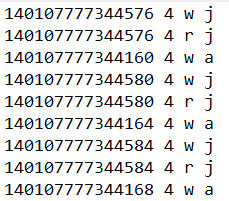 140107777344576 4 w j
140107777344576 4 r j
140107777344160 4 w a
140107777344580 4 w j
140107777344580 4 r j
140107777344164 4 w a
140107777344584 4 w j
140107777344584 4 r j
140107777344168 4 w a